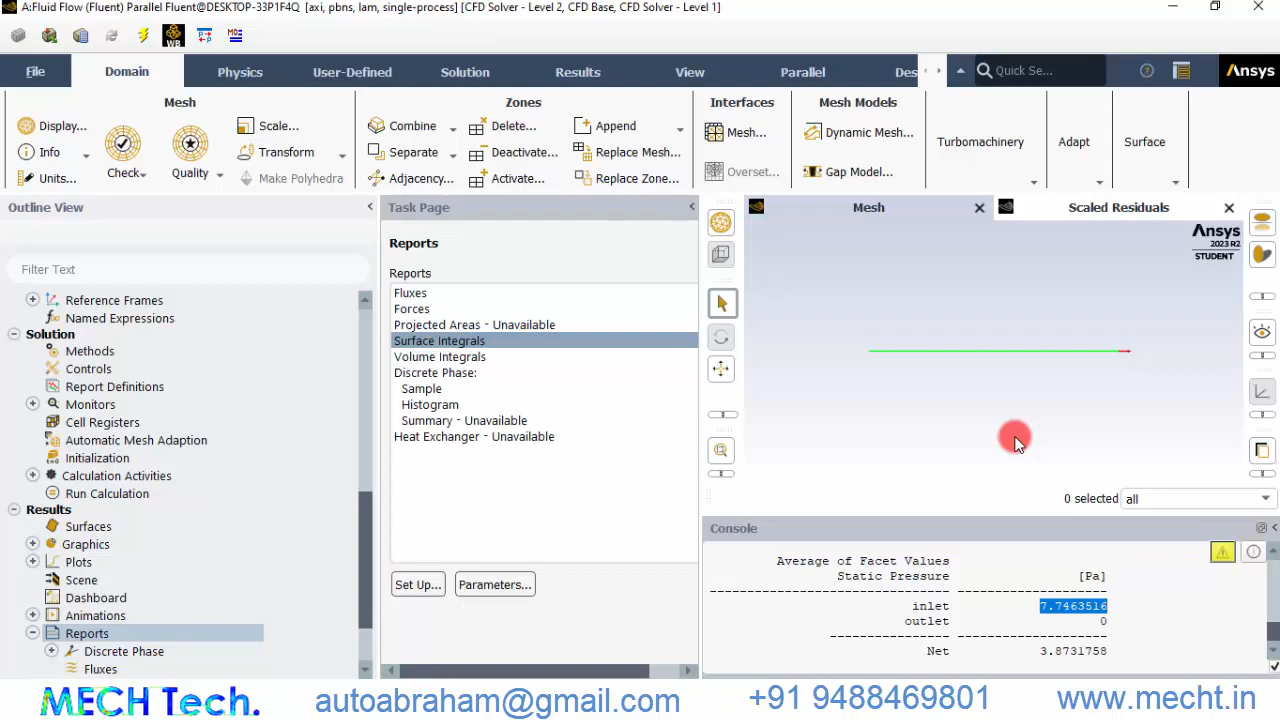 A:Fluid Flow (Fluent) Parallel Fluent@DESKTOP-33P1F4Q [axi, pbns, lam, single-process] [CFD Solver - Level 2, CFD Base, CFD Solver - Level 1]
File Domain Physics User-Defined Solution Results View Parallel Des Quick Se... Ansys
Mesh
Display...
Info
Units...
Check
Quality
Scale...
Transform
Make Polyhedra
Zones
Combine
Separate
Adjacency...
Delete...
Deactivate...
Activate...
Append
Replace Mesh...
Replace Zone...
Interfaces
Mesh...
Overset...
Mesh Models
Dynamic Mesh...
Gap Model...
Turbomachinery
Adapt
Surface
Outline View
Filter Text
Reference Frames
Named Expressions
Solution
Methods
Controls
Report Definitions
Monitors
Cell Registers
Automatic Mesh Adaption
Initialization
Calculation Activities
Run Calculation
Results
Surfaces
Graphics
Plots
Scene
Dashboard
Animations
Reports
Discrete Phase
Fluxes
Task Page
Reports
Reports
Fluxes
Forces
Projected Areas - Unavailable
Surface Integrals
Volume Integrals
Discrete Phase:
Sample
Histogram
Summary - Unavailable
Heat Exchanger - Unavailable
Set Up... Parameters...
Mesh
Scaled Residuals
Ansys
2023 R2
STUDENT
0 selected all
Console
Average of Facet Values
Static Pressure [Pa]
inlet 7.7463516
outlet 0
Net 3.8731758
MECH Tech. autoabraham@gmail.com +91 9488469801 www.mecht.in